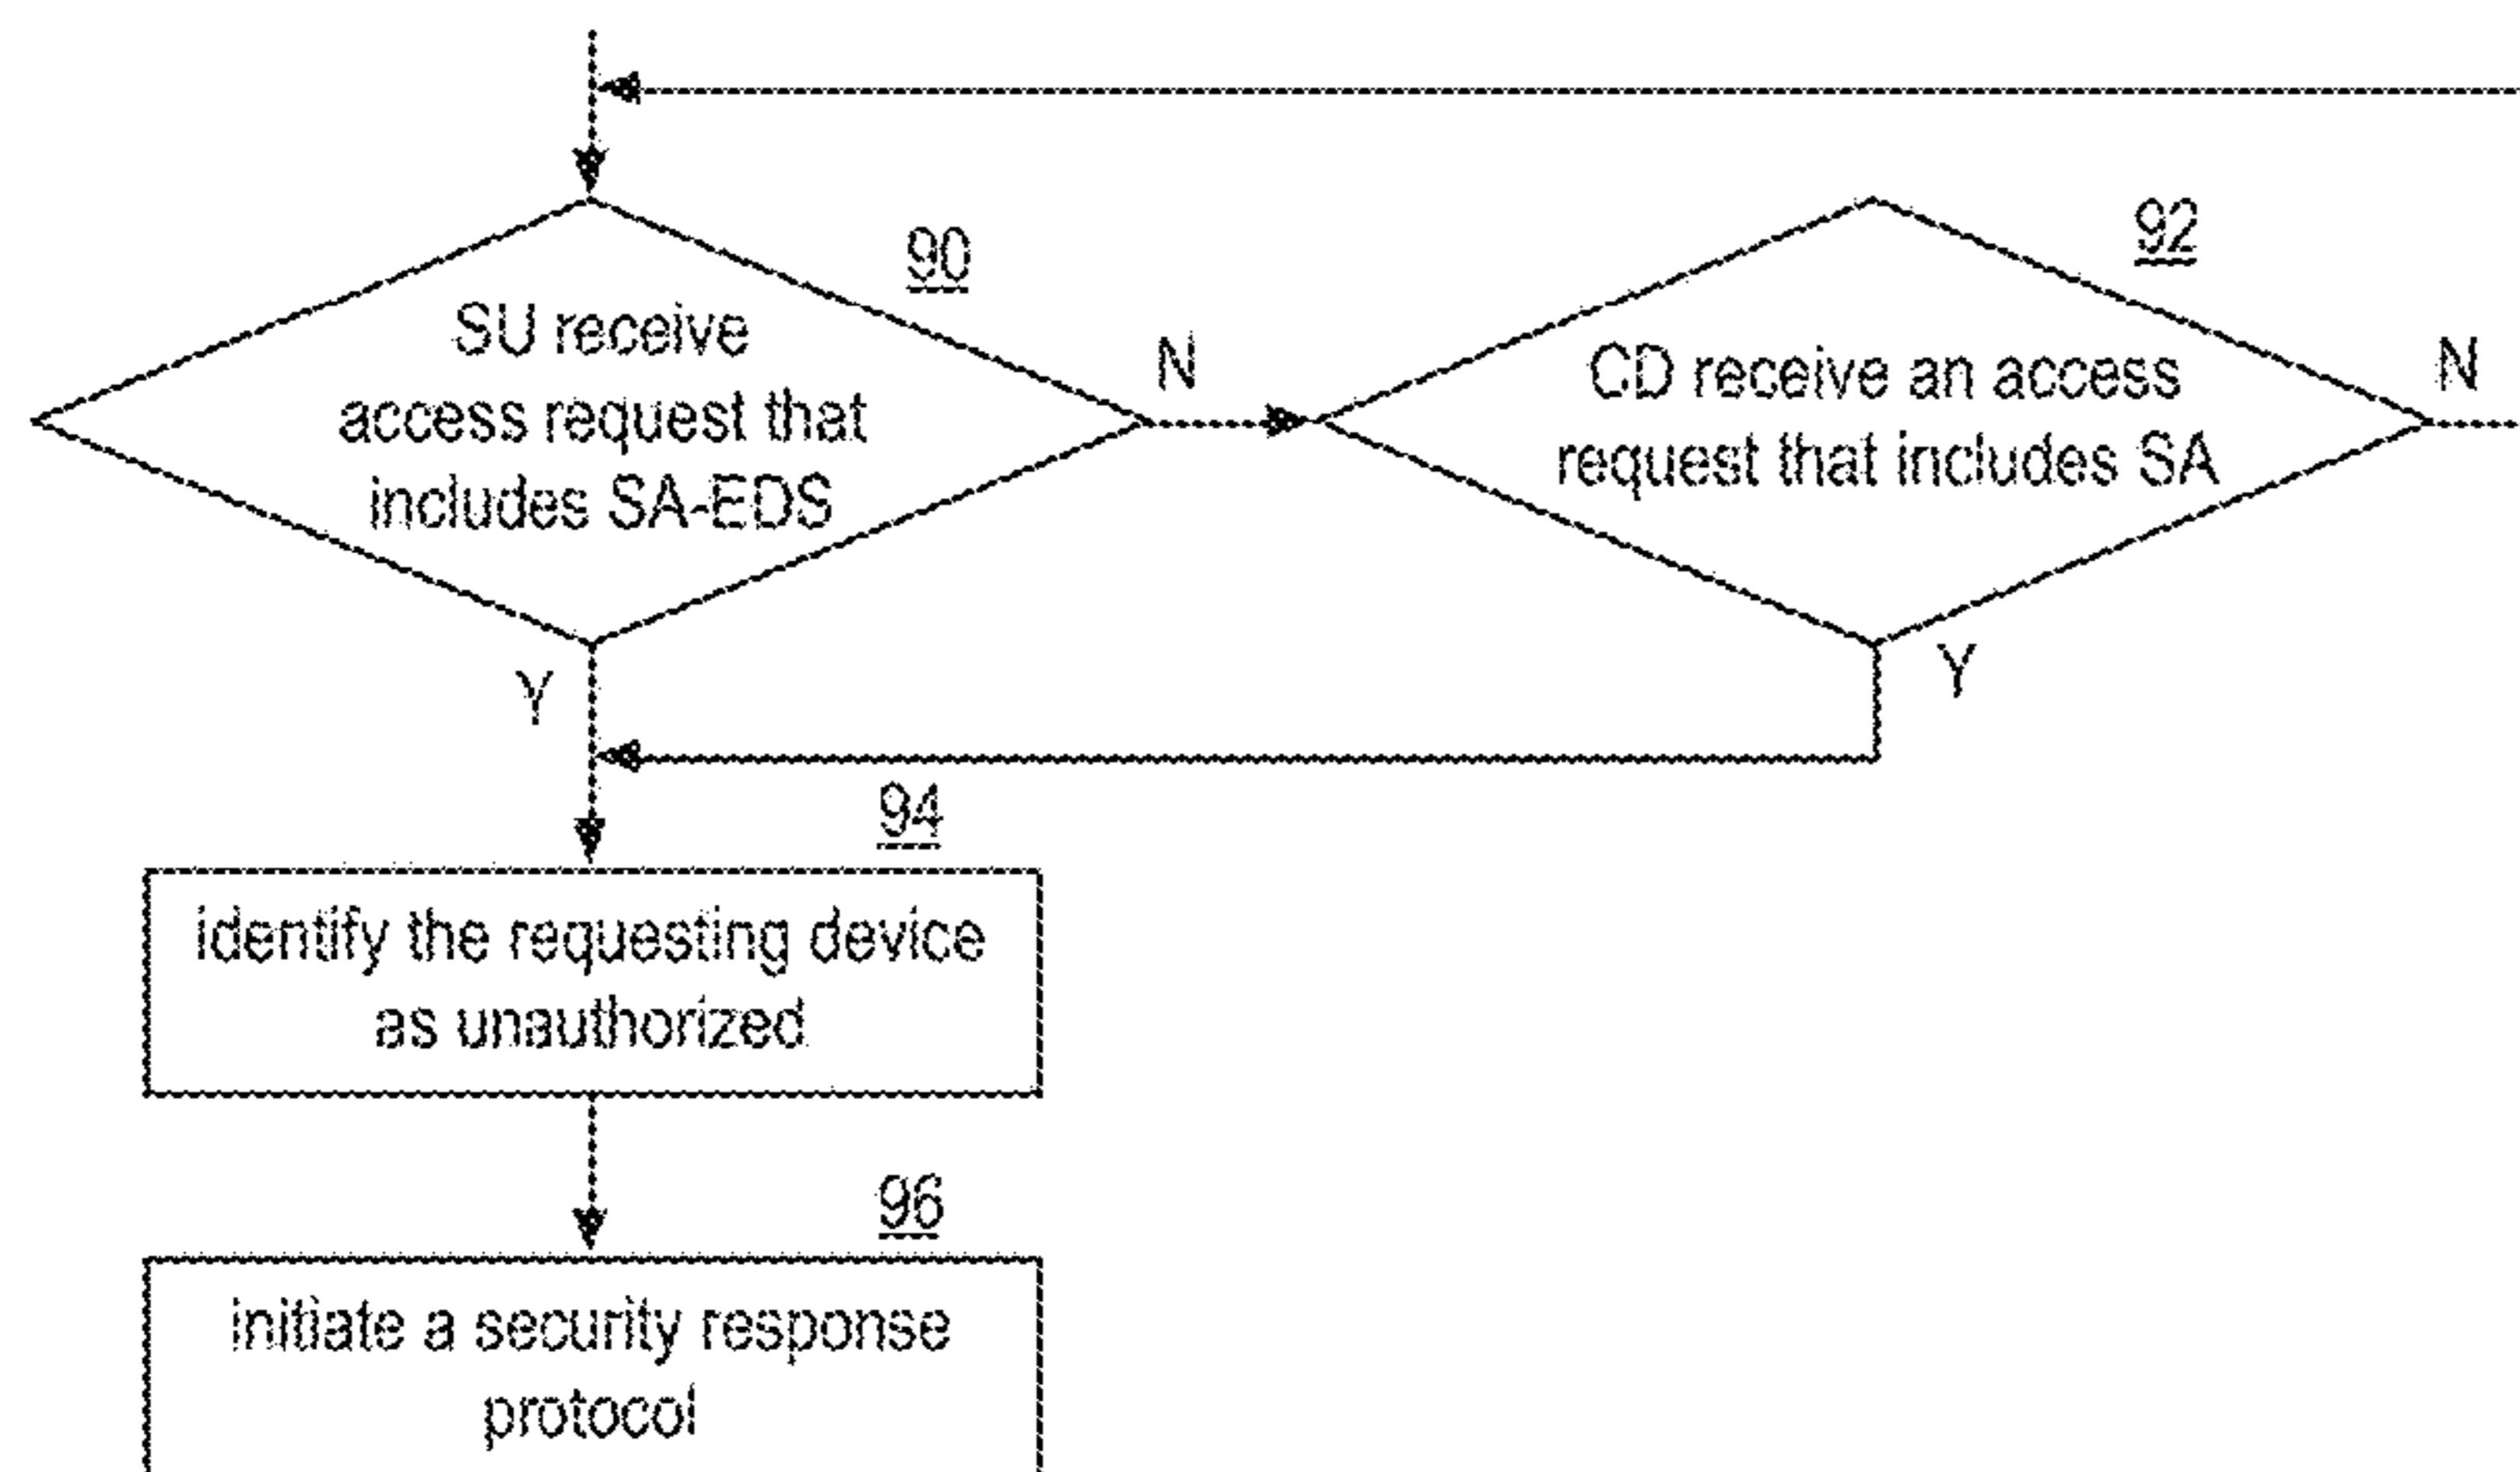 90
SU receive
access request that
includes SA-EDS
N
92
CD receive an access
request that includes SA
N
Y
Y
94
identify the requesting device
as unauthorized
96
initiate a security response
protocol